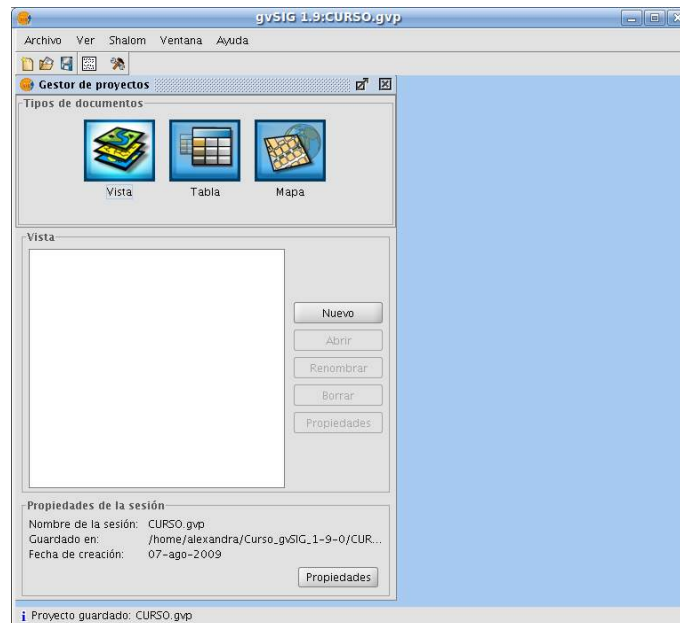 gvSIG 1.9:CURSO.gvp
Archivo Ver Shalom Ventana Ayuda
Gestor de proyectos
Tipos de documentos
Vista Tabla Mapa
Vista
Nuevo
Abrir
Renombrar
Borrar
Propiedades
Propiedades de la sesión
Nombre de la sesión: CURSO.gvp
Guardado en: /home/alexandra/Curso_gvSIG_1-9-0/CUR...
Fecha de creación: 07-ago-2009
Propiedades
i Proyecto guardado: CURSO.gvp